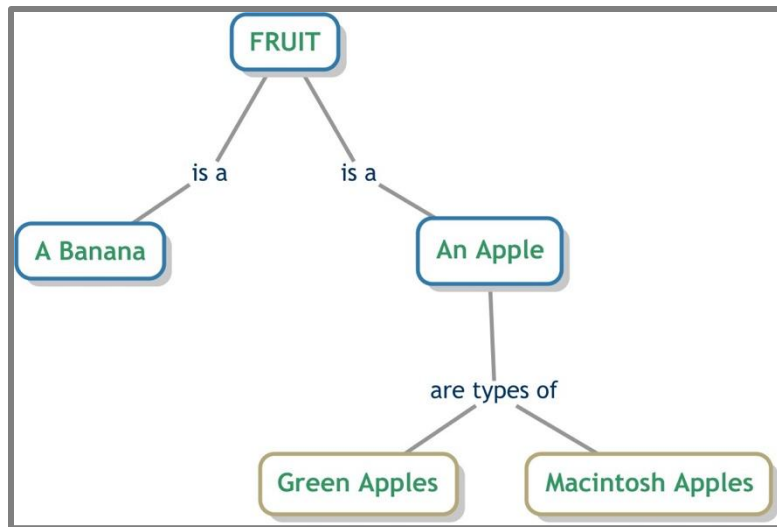 FRUIT
is a
is a
A Banana
An Apple
are types of
Green Apples
Macintosh Apples